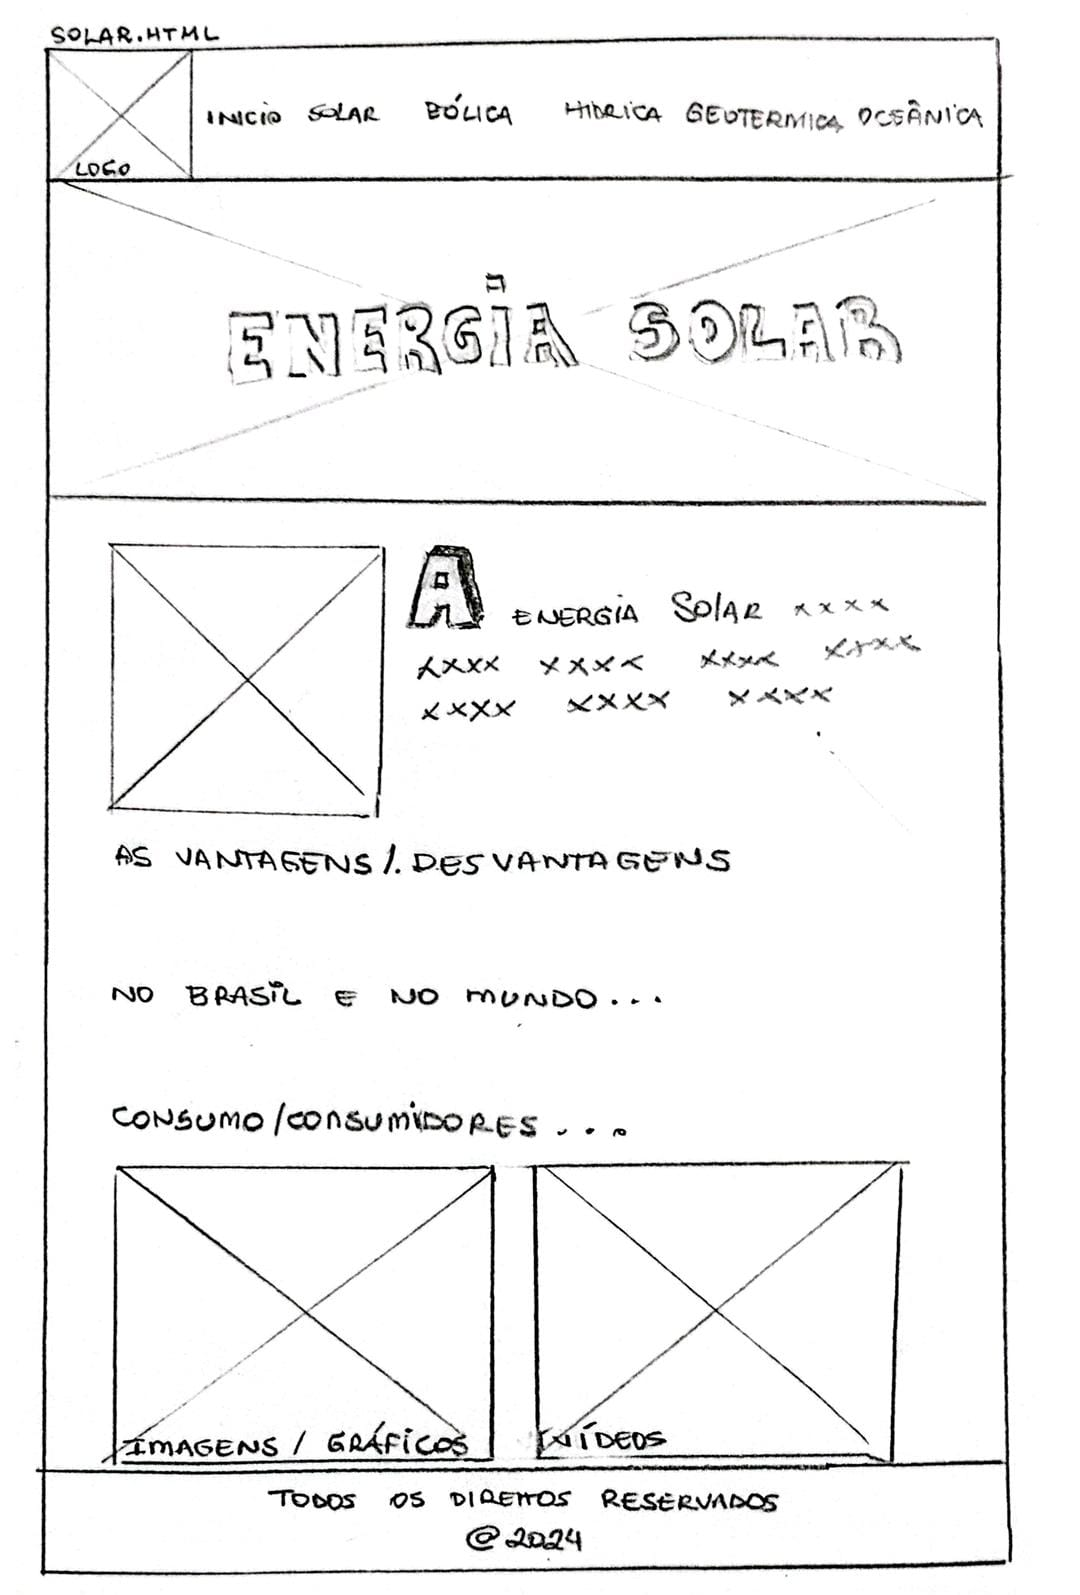 SOLAR.HTML
INICIO SOLAR EÓLICA HIDRICA GEOTERMICA OCEÂNICA
LOGO
ENERGIA SOLAR
A ENERGIA SOLAR xxxx
xxxx xxxx xxxx xxxx
xxxx xxxx xxxx
AS VANTAGENS /. DESVANTAGENS
NO BRASIL E NO MUNDO...
CONSUMO/CONSUMIDORES ....
IMAGENS / GRÁFICOS
VÍDEOS
TODOS OS DIREITOS RESERVADOS
@2024